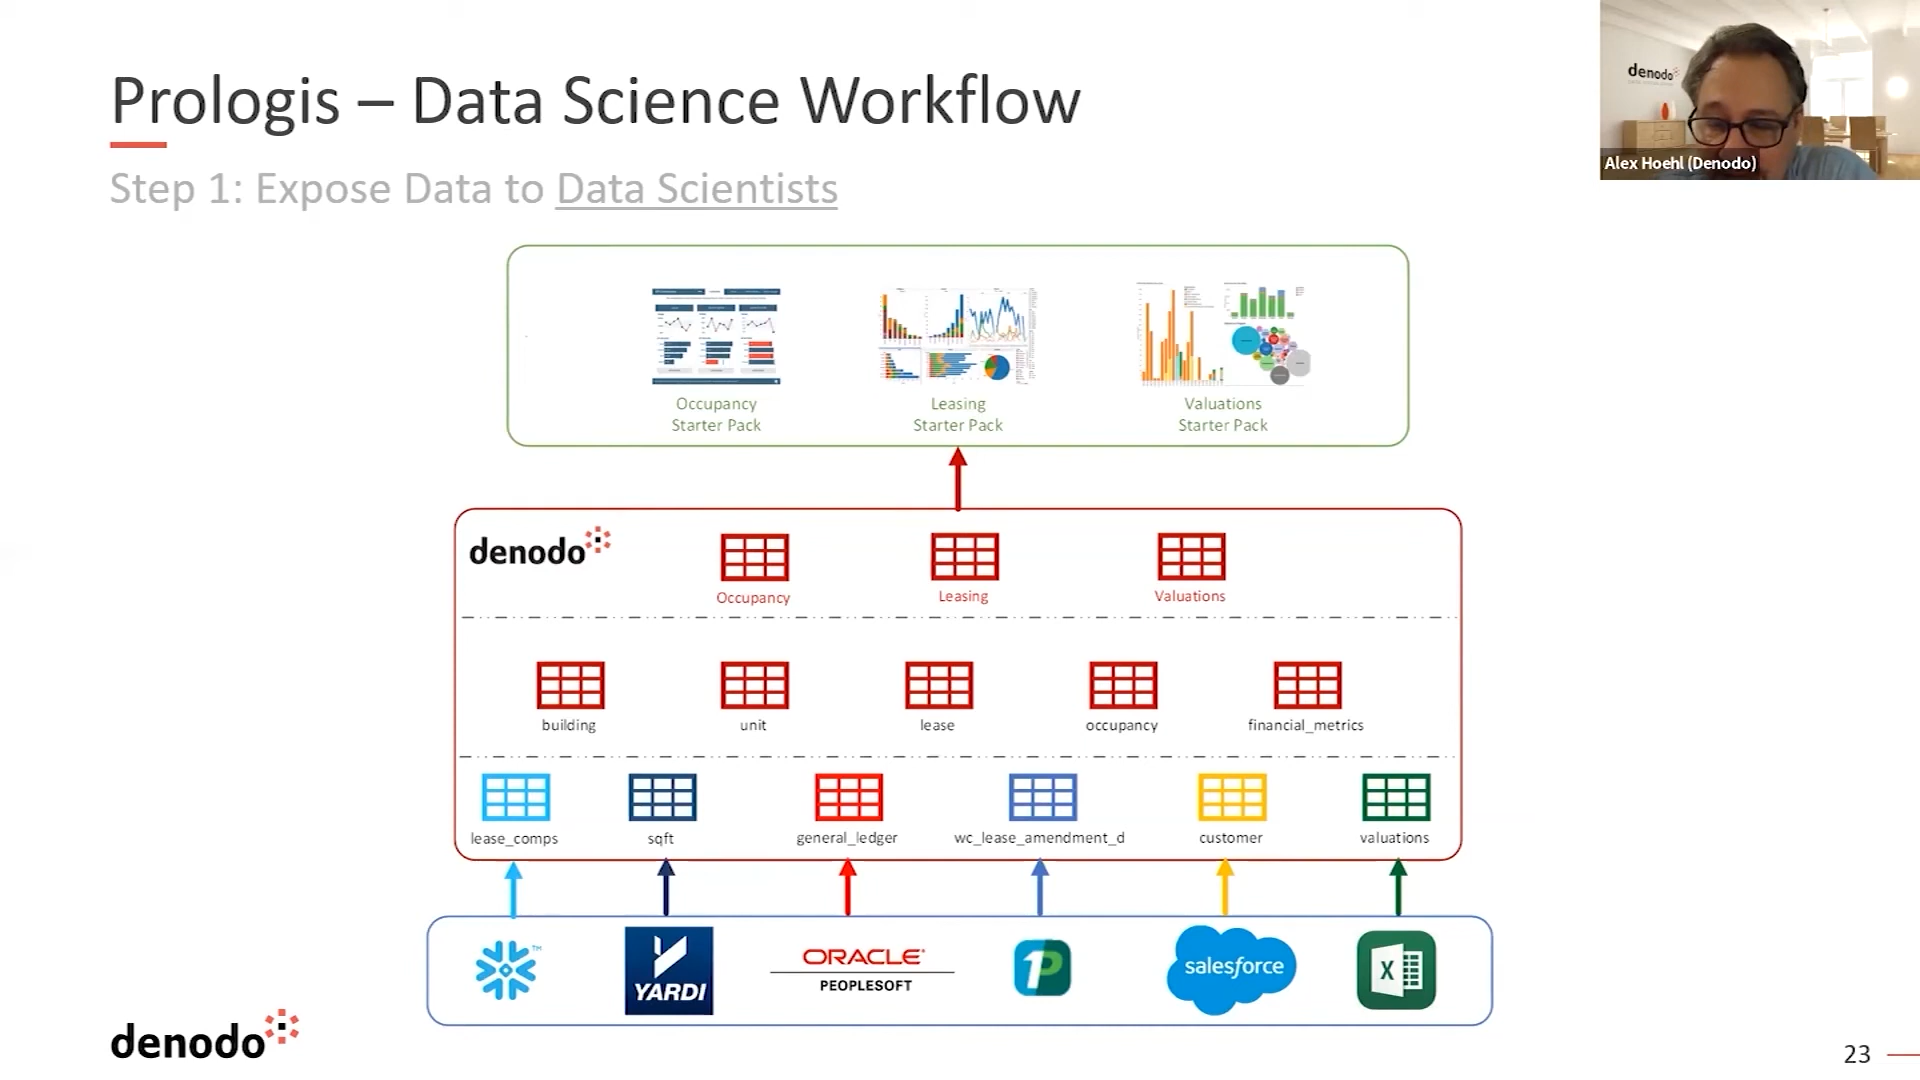 Prologis – Data Science Workflow
Step 1: Expose Data to Data Scientists
denodo
Alex Hoehl (Denodo)
Occupancy
Starter Pack
Leasing
Starter Pack
Valuations
Starter Pack
denodo
Occupancy
Leasing
Valuations
building
unit
lease
occupancy
financial_metrics
lease_comps
sqft
general_ledger
wc_lease_amendment_d
customer
valuations
TM
YARDI
ORACLE
PEOPLESOFT
1P
salesforce
X
denodo
23